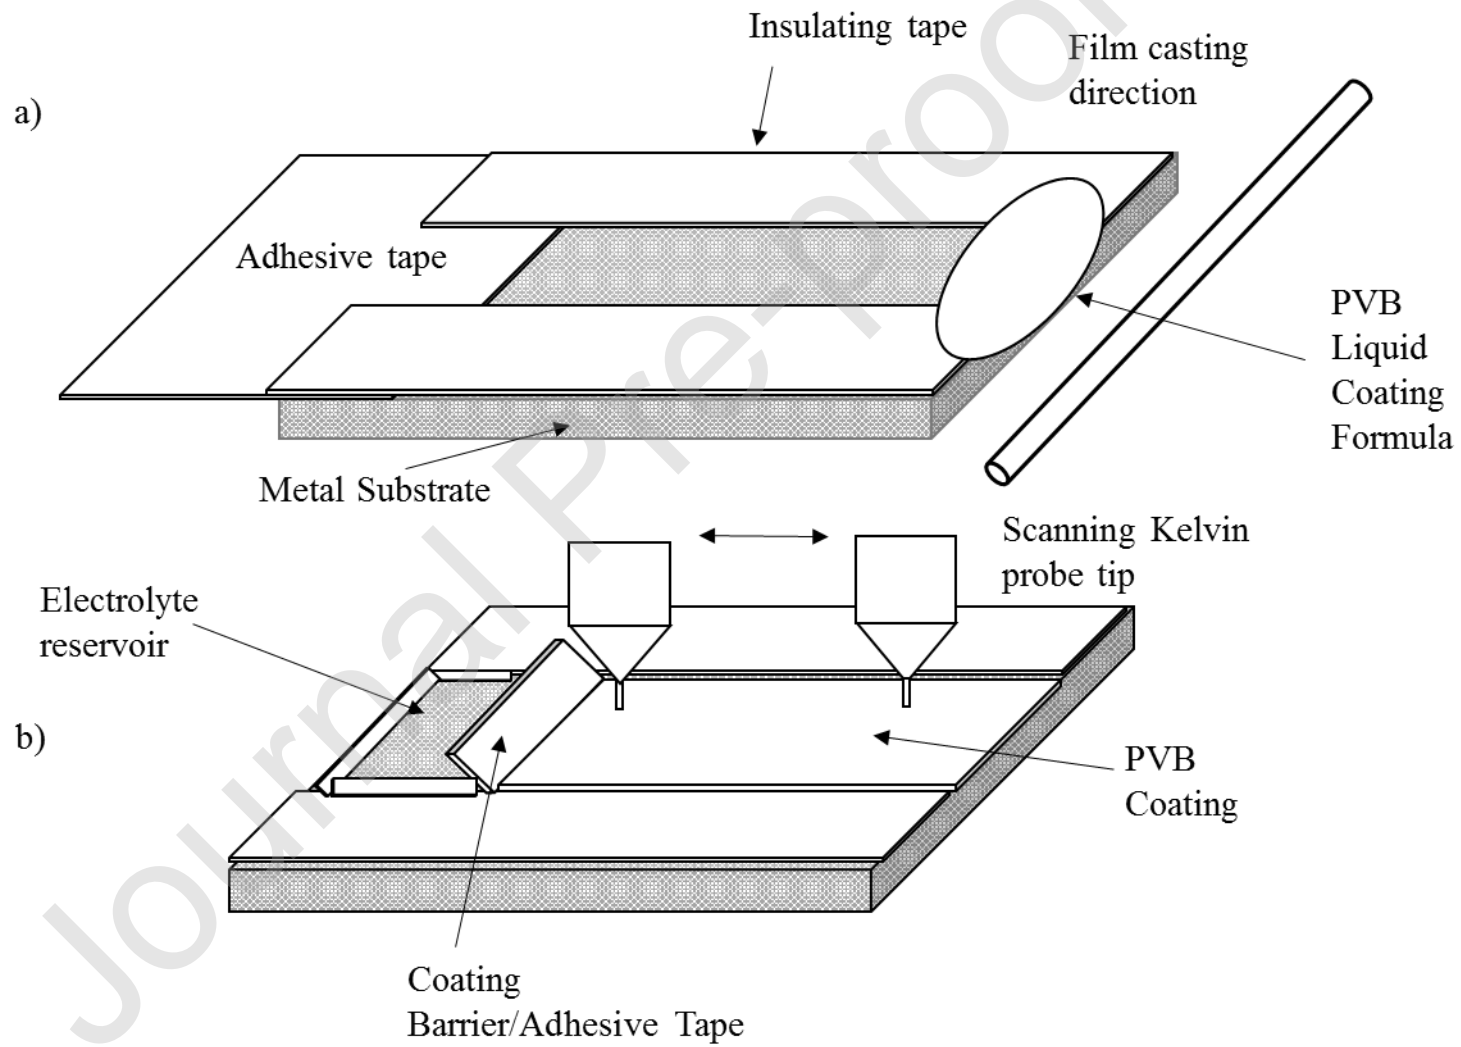 Insulating tape
Film casting
direction
a)
Adhesive tape
PVB
Liquid
Coating
Formula
Metal Substrate
Scanning Kelvin
probe tip
Electrolyte
reservoir
b)
PVB
Coating
Coating
Barrier/Adhesive Tape
Journal Pre-proof